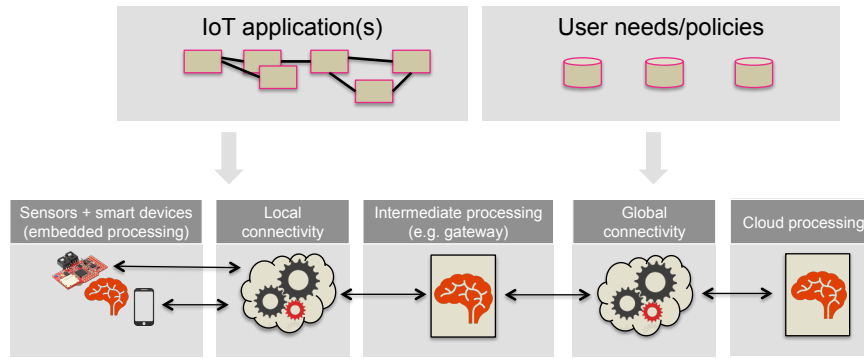 IoT application(s)
User needs/policies
Sensors + smart devices
(embedded processing)
Local
connectivity
Intermediate processing
(e.g. gateway)
Global
connectivity
Cloud processing